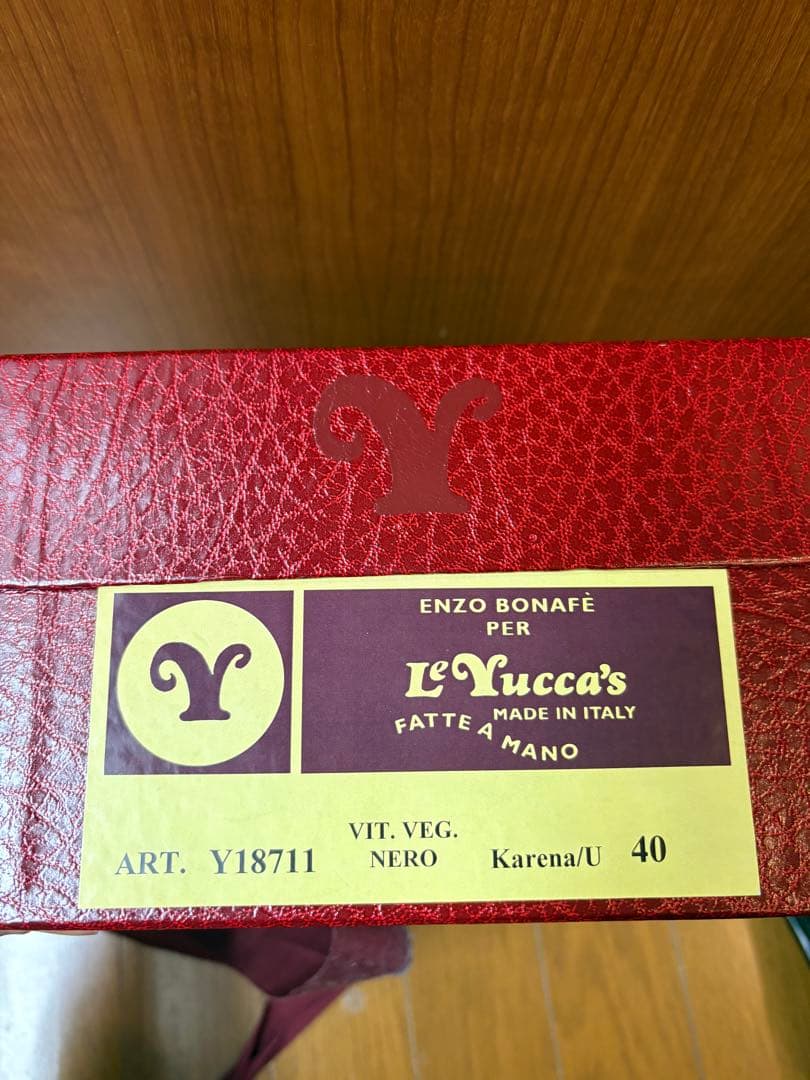 Y
Y
ENZO BONAFÈ
PER
Le Yucca's
MADE IN ITALY
FATTE A MANO
VIT. VEG.
ART. Y18711 NERO Karena/U 40